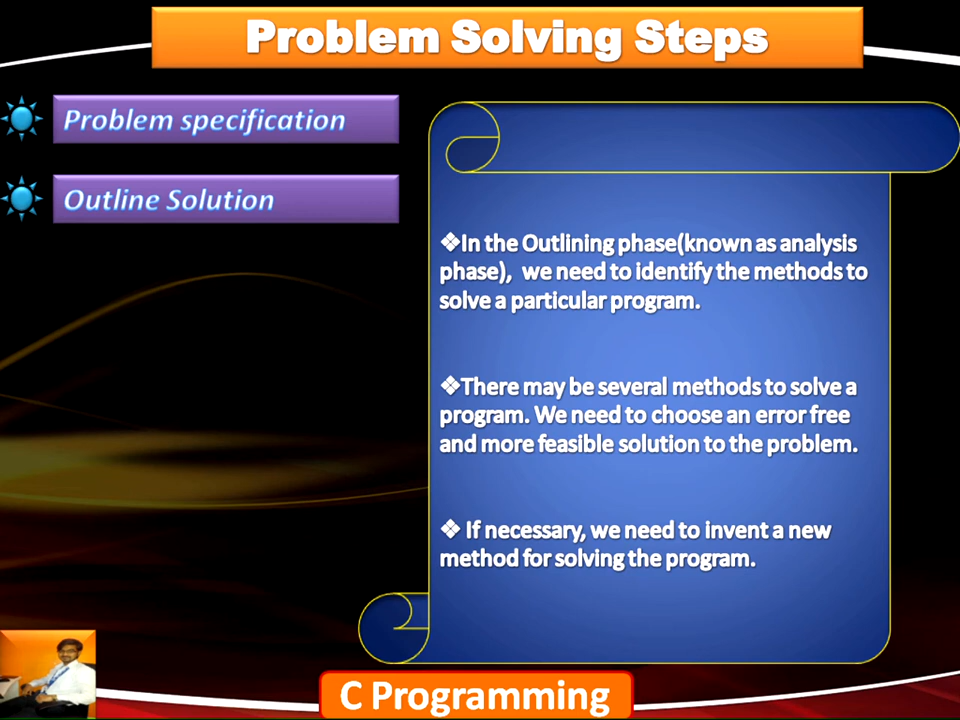 Problem Solving Steps
Problem specification
Outline Solution
❖In the Outlining phase(known as analysis
phase), we need to identify the methods to
solve a particular program.
❖There may be several methods to solve a
program. We need to choose an error free
and more feasible solution to the problem.
❖ If necessary, we need to invent a new
method for solving the program.
C Programming